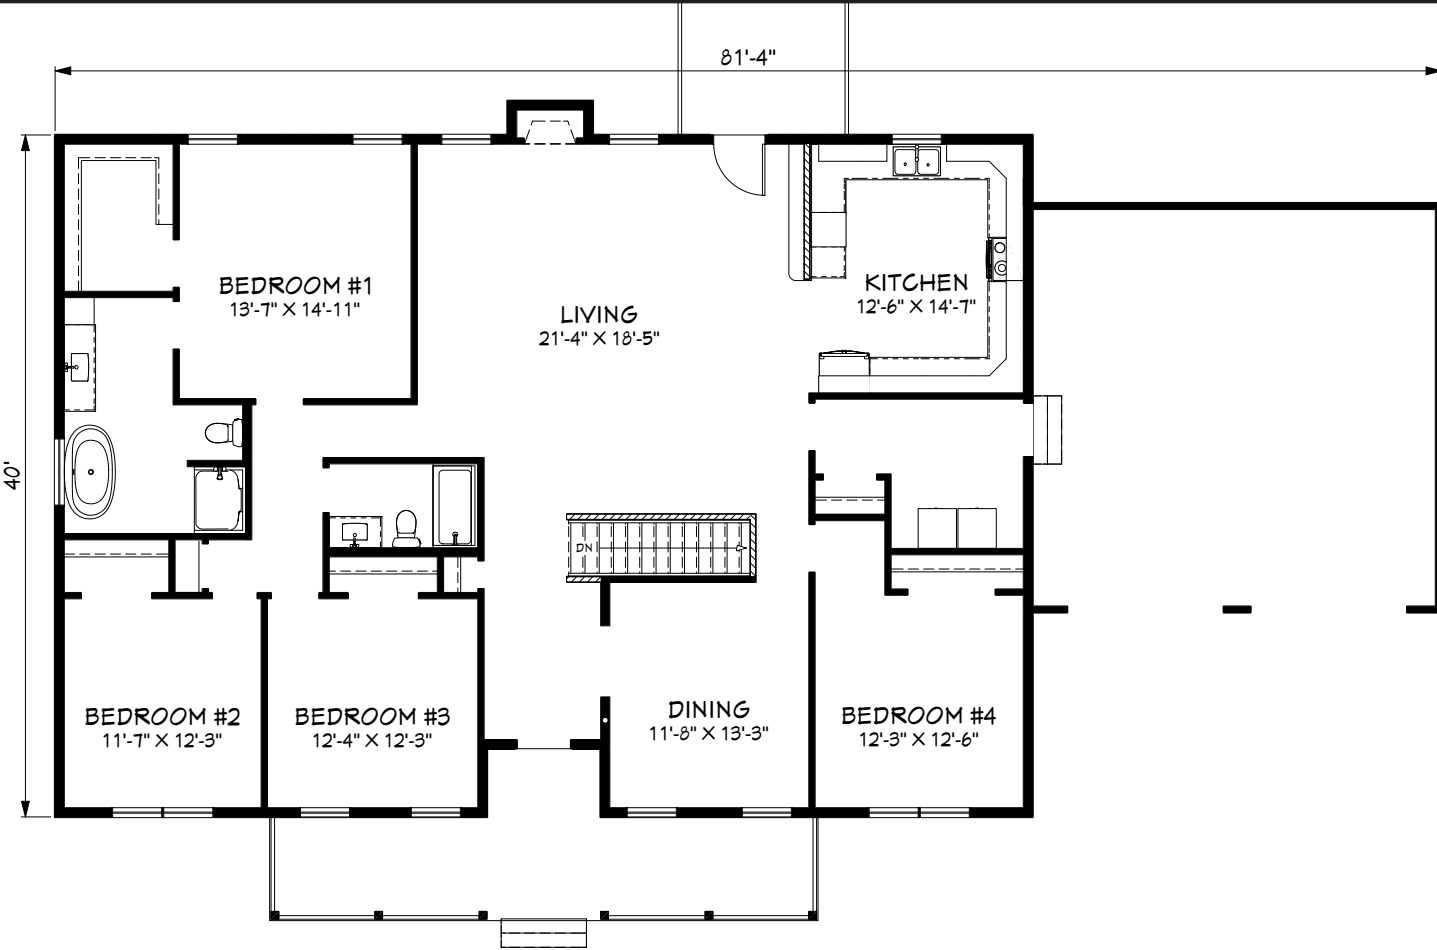 81'-4"
40'
BEDROOM #1
13'-7" X 14'-11"
LIVING
21'-4" X 18'-5"
KITCHEN
12'-6" X 14'-7"
DN
BEDROOM #2
11'-7" X 12'-3"
BEDROOM #3
12'-4" X 12'-3"
DINING
11'-8" X 13'-3"
BEDROOM #4
12'-3" X 12'-6"